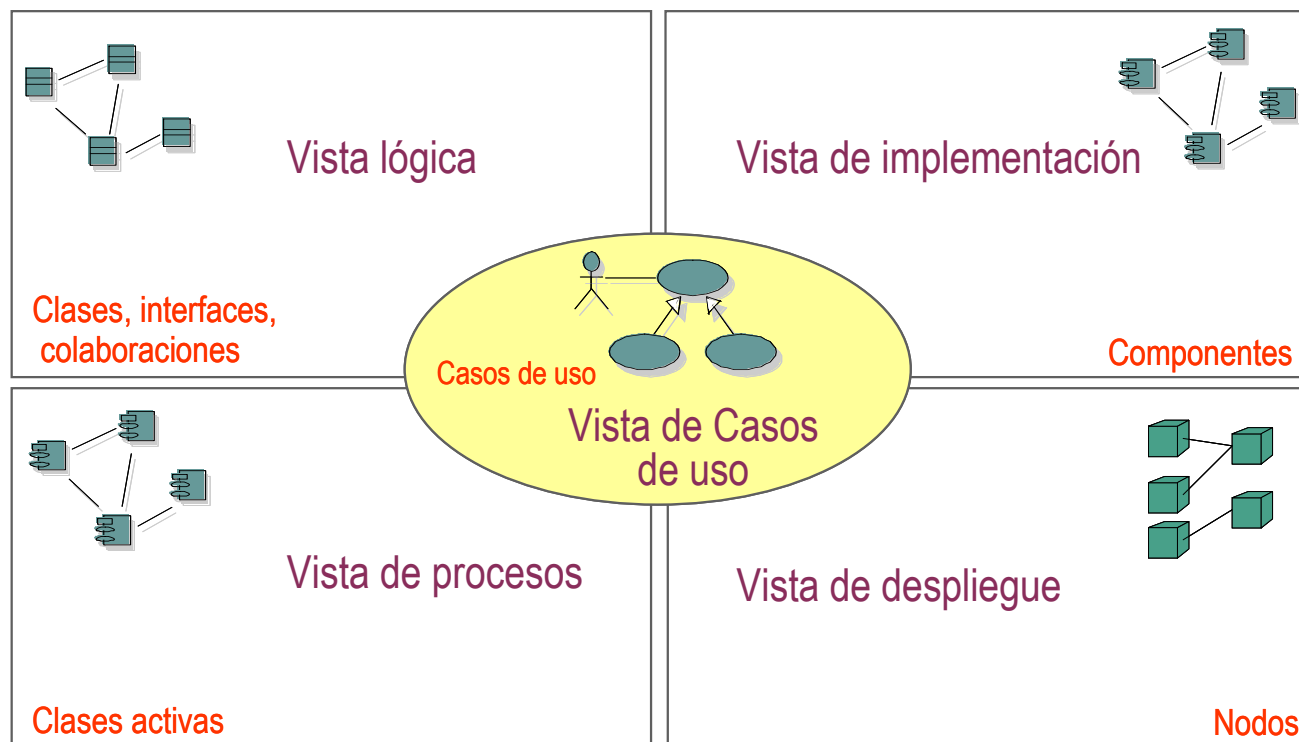 Vista lógica
Clases, interfaces,
colaboraciones
Vista de implementación
Componentes
Casos de uso
Vista de Casos
de uso
Vista de procesos
Clases activas
Vista de despliegue
Nodos